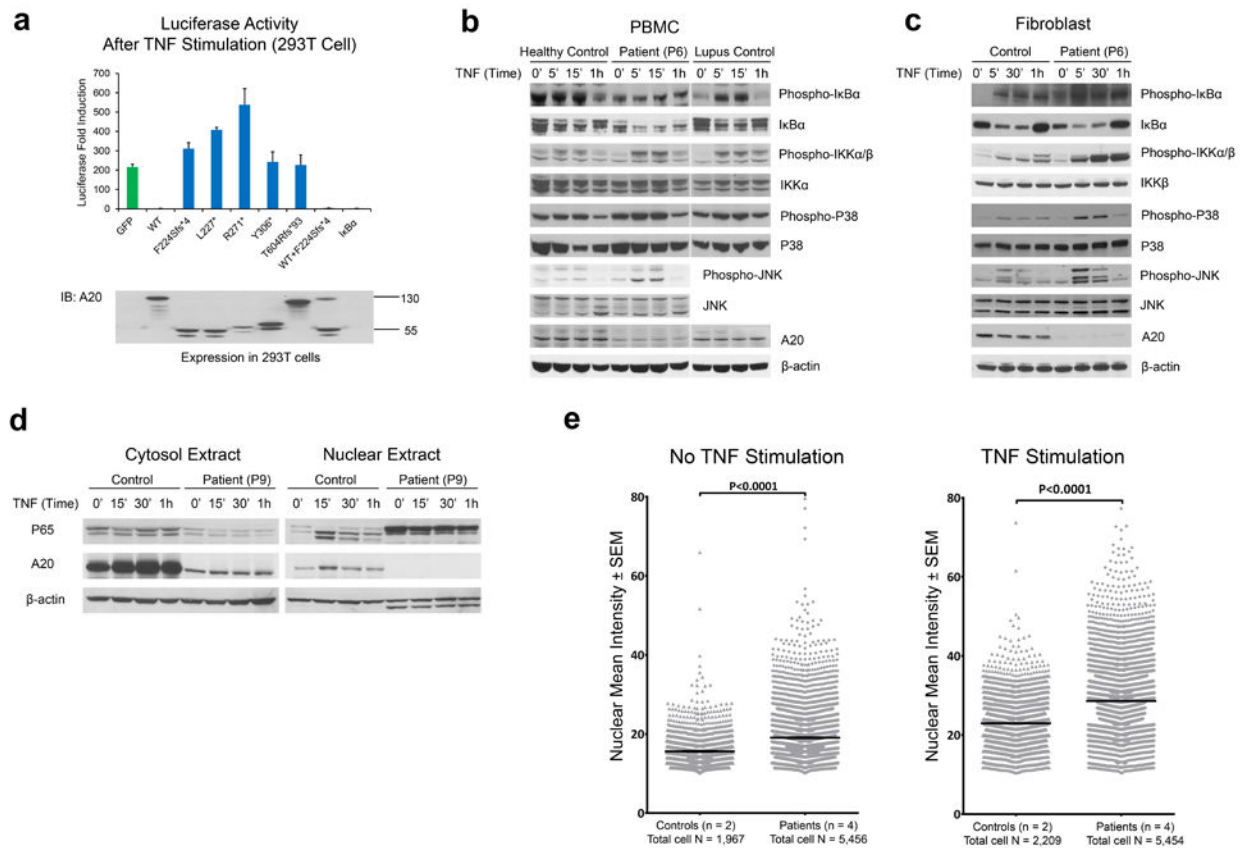 a
Luciferase Activity
After TNF Stimulation (293T Cell)
Luciferase Fold Induction
700
600
500
400
300
200
100
0
GFP
WT
F224Sfs*4
L227*
R271*
Y306*
T604Rfs*93
WT+F224Sfs*4
IκBα
IB: A20
130
55
Expression in 293T cells
b
PBMC
Healthy Control Patient (P6) Lupus Control
TNF (Time) 0' 5' 15' 1h 0' 5' 15' 1h 0' 5' 15' 1h
Phospho-IκBα
IκBα
Phospho-IKKα/β
IKKα
Phospho-P38
P38
Phospho-JNK
JNK
A20
β-actin
c
Fibroblast
Control Patient (P6)
TNF (Time) 0' 5' 30' 1h 0' 5' 30' 1h
Phospho-IκBα
IκBα
Phospho-IKKα/β
IKKβ
Phospho-P38
P38
Phospho-JNK
JNK
A20
β-actin
d
Cytosol Extract Nuclear Extract
Control Patient (P9) Control Patient (P9)
TNF (Time) 0' 15' 30' 1h 0' 15' 30' 1h 0' 15' 30' 1h 0' 15' 30' 1h
P65
A20
β-actin
e
No TNF Stimulation
P<0.0001
Nuclear Mean Intensity ± SEM
80
60
40
20
0
Controls (n = 2) Patients (n = 4)
Total cell N = 1,967 Total cell N = 5,456
TNF Stimulation
P<0.0001
Nuclear Mean Intensity ± SEM
80
60
40
20
0
Controls (n = 2) Patients (n = 4)
Total cell N = 2,209 Total cell N = 5,454